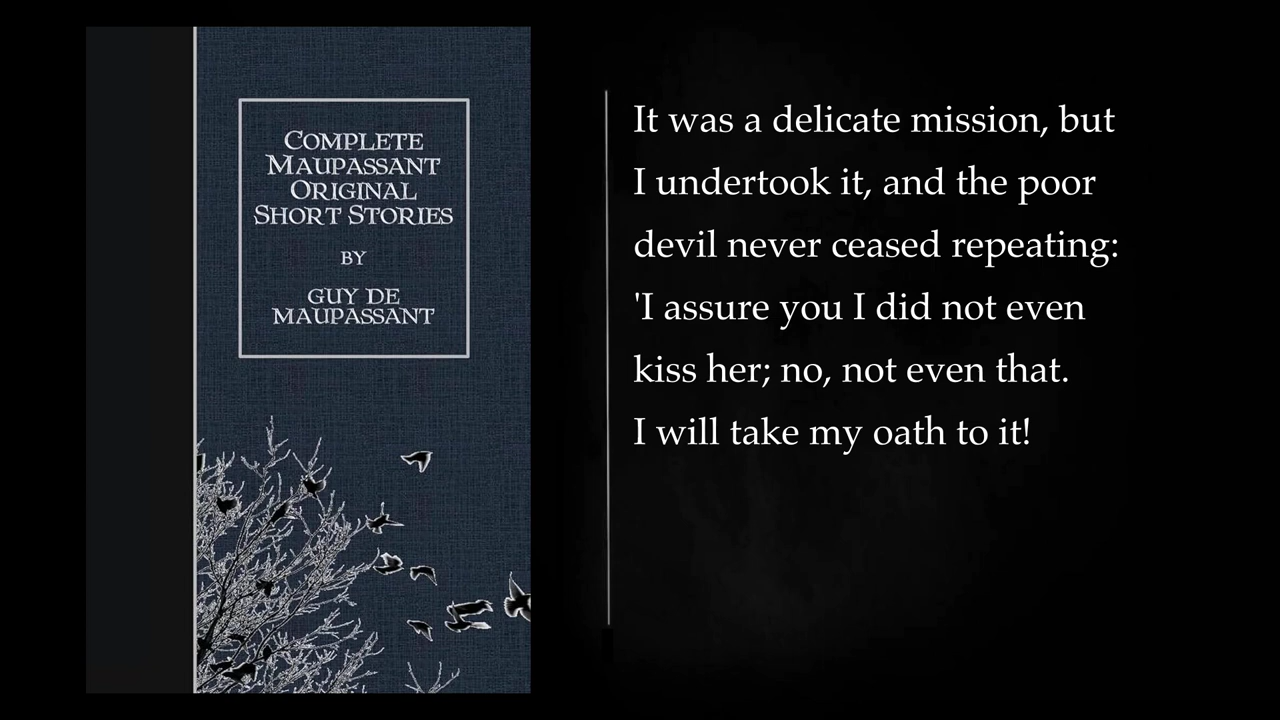 COMPLETE
MAUPASSANT
ORIGINAL
SHORT STORIES
BY
GUY DE
MAUPASSANT
It was a delicate mission, but
I undertook it, and the poor
devil never ceased repeating:
'I assure you I did not even
kiss her; no, not even that.
I will take my oath to it!